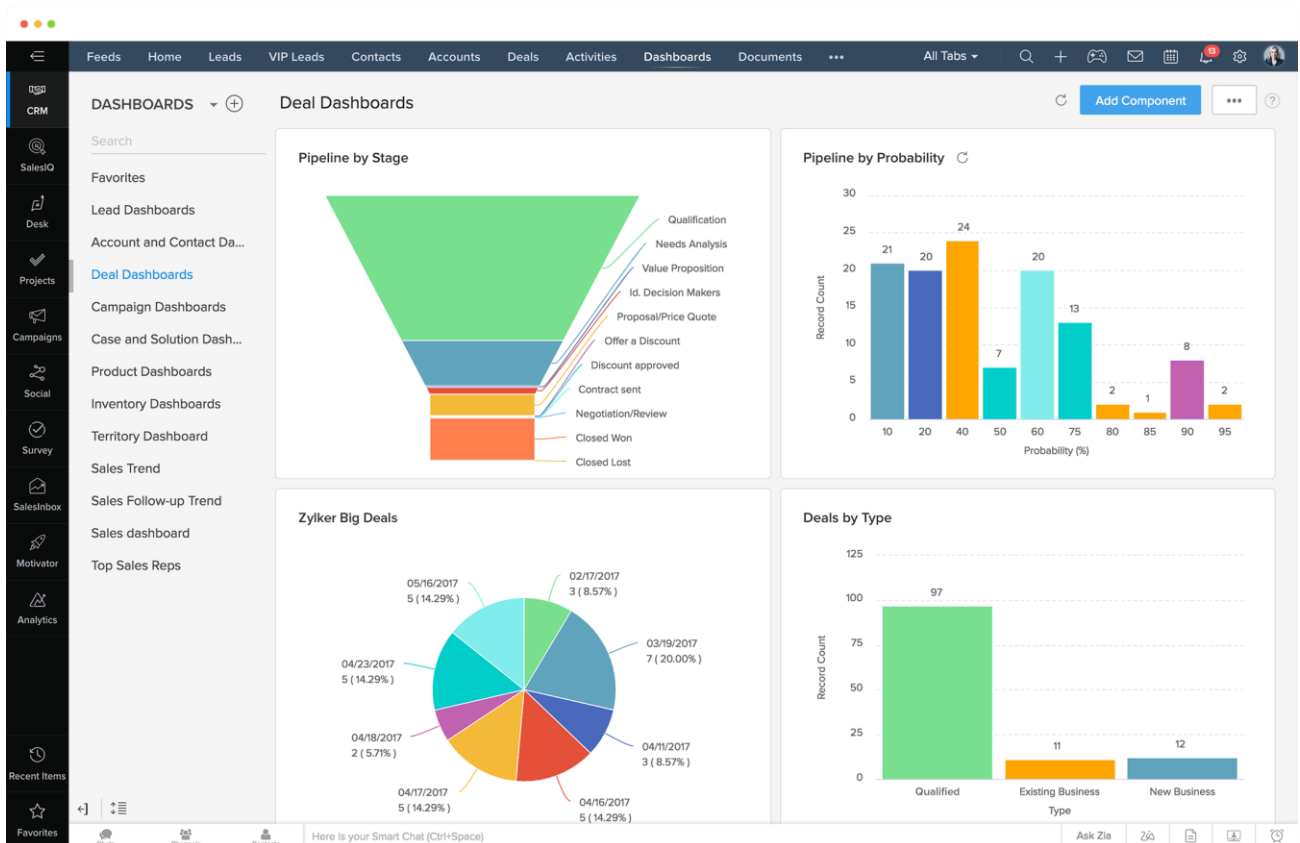 Feeds Home Leads VIP Leads Contacts Accounts Deals Activities Dashboards Documents ••• All Tabs 13
CRM
SalesIQ
Desk
Projects
Campaigns
Social
Survey
SalesInbox
Motivator
Analytics
Recent Items
Favorites
DASHBOARDS
Search
Favorites
Lead Dashboards
Account and Contact Da...
Deal Dashboards
Campaign Dashboards
Case and Solution Dash...
Product Dashboards
Inventory Dashboards
Territory Dashboard
Sales Trend
Sales Follow-up Trend
Sales dashboard
Top Sales Reps
Deal Dashboards
Add Component ••• ?
Pipeline by Stage
Qualification
Needs Analysis
Value Proposition
Id. Decision Makers
Proposal/Price Quote
Offer a Discount
Discount approved
Contract sent
Negotiation/Review
Closed Won
Closed Lost
Pipeline by Probability
Record Count
30
25
20
15
10
5
0
21 20 24 7 20 13 2 1 8 2
10 20 40 50 60 75 80 85 90 95
Probability (%)
Zylker Big Deals
02/17/2017
3 ( 8.57% )
03/19/2017
7 ( 20.00% )
04/11/2017
3 ( 8.57% )
04/16/2017
5 ( 14.29% )
04/17/2017
5 ( 14.29% )
04/18/2017
2 ( 5.71% )
04/23/2017
5 ( 14.29% )
05/16/2017
5 ( 14.29% )
Deals by Type
Record Count
125
100
75
50
25
0
97 11 12
Qualified Existing Business New Business
Type
Here is your Smart Chat (Ctrl+Space)
Ask Zia